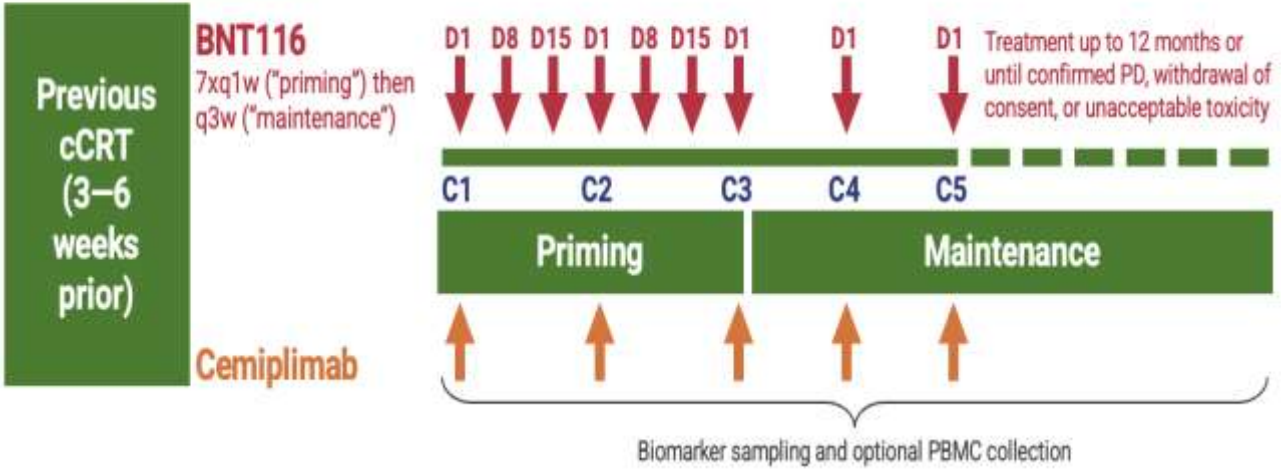 Previous
cCRT
(3–6
weeks
prior)
BNT116
7xq1w ("priming") then
q3w ("maintenance")
D1 D8 D15 D1 D8 D15 D1 D1 D1
Treatment up to 12 months or
until confirmed PD, withdrawal of
consent, or unacceptable toxicity
C1 C2 C3 C4 C5
Priming Maintenance
Cemiplimab
Biomarker sampling and optional PBMC collection